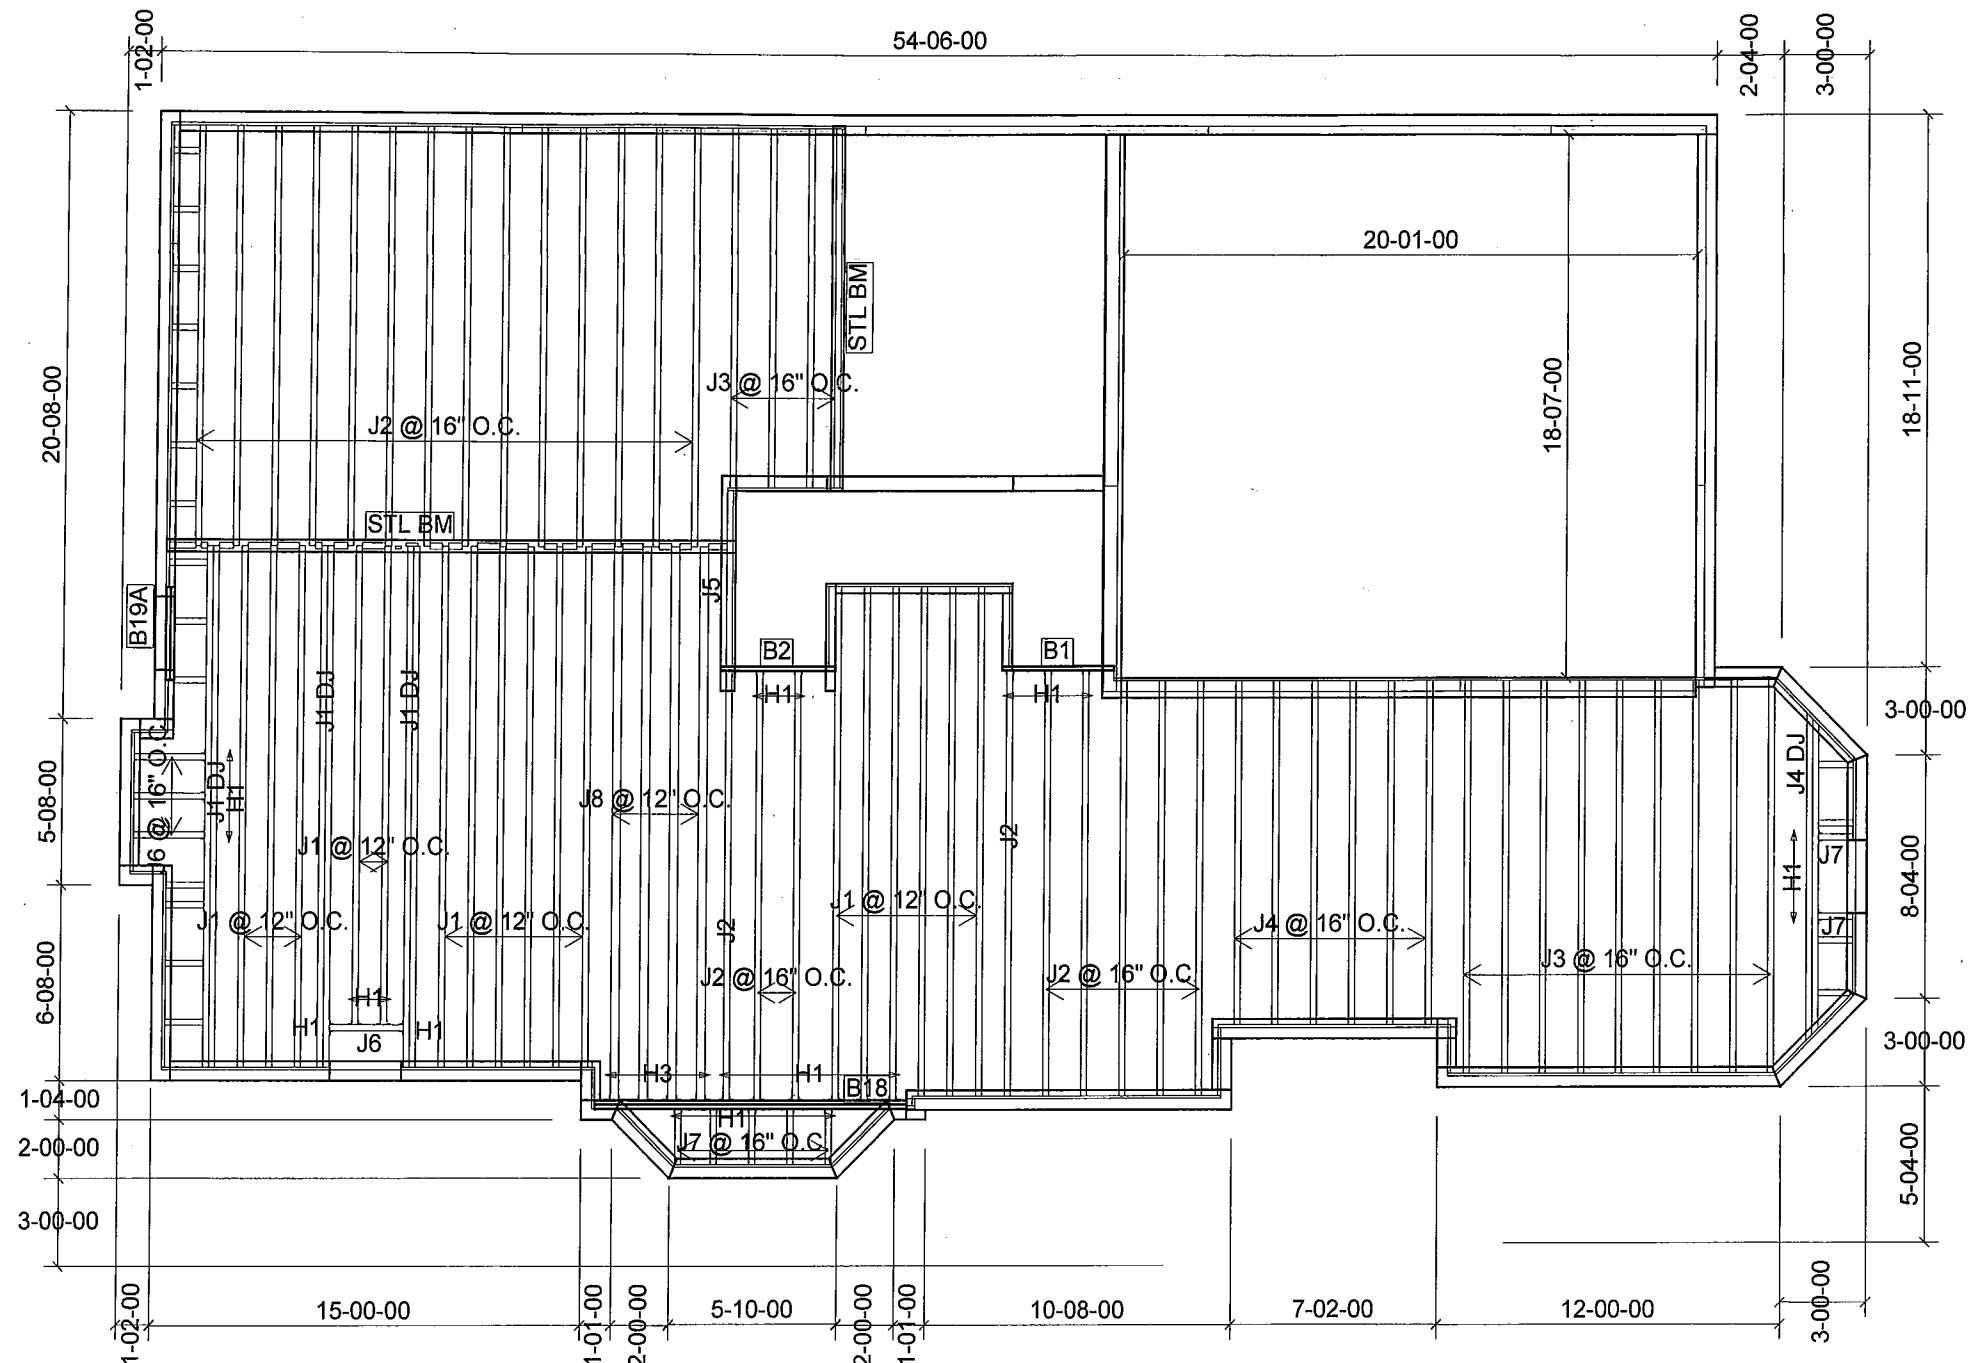 54-06-00
1-02-00
2-04-00
3-00-00
20-01-00
STL BM
20-08-00
18-07-00
18-11-00
J3 @ 16" O.C.
J2 @ 16" O.C.
STL BM
B19A
J5
B2
B1
H1
H1
J1 DJ
J1 DJ
3-00-00
J6 @ 16" O.C.
J1 DJ
H1
J4 DJ
5-08-00
J8 @ 12" O.C.
J2
J1 @ 12" O.C.
J7
H1
8-04-00
J1 @ 12" O.C.
J1 @ 12" O.C.
J2
J1 @ 12" O.C.
J4 @ 16" O.C.
J7
6-08-00
J2 @ 16" O.C.
J2 @ 16" O.C.
J3 @ 16" O.C.
H1
H1
H1
J6
3-00-00
H3
H1
B18
1-04-00
H1
2-00-00
J7 @ 16" O.C.
5-04-00
3-00-00
1-02-00
15-00-00
1-01-00
2-00-00
5-10-00
2-00-00
1-01-00
10-08-00
7-02-00
12-00-00
3-00-00